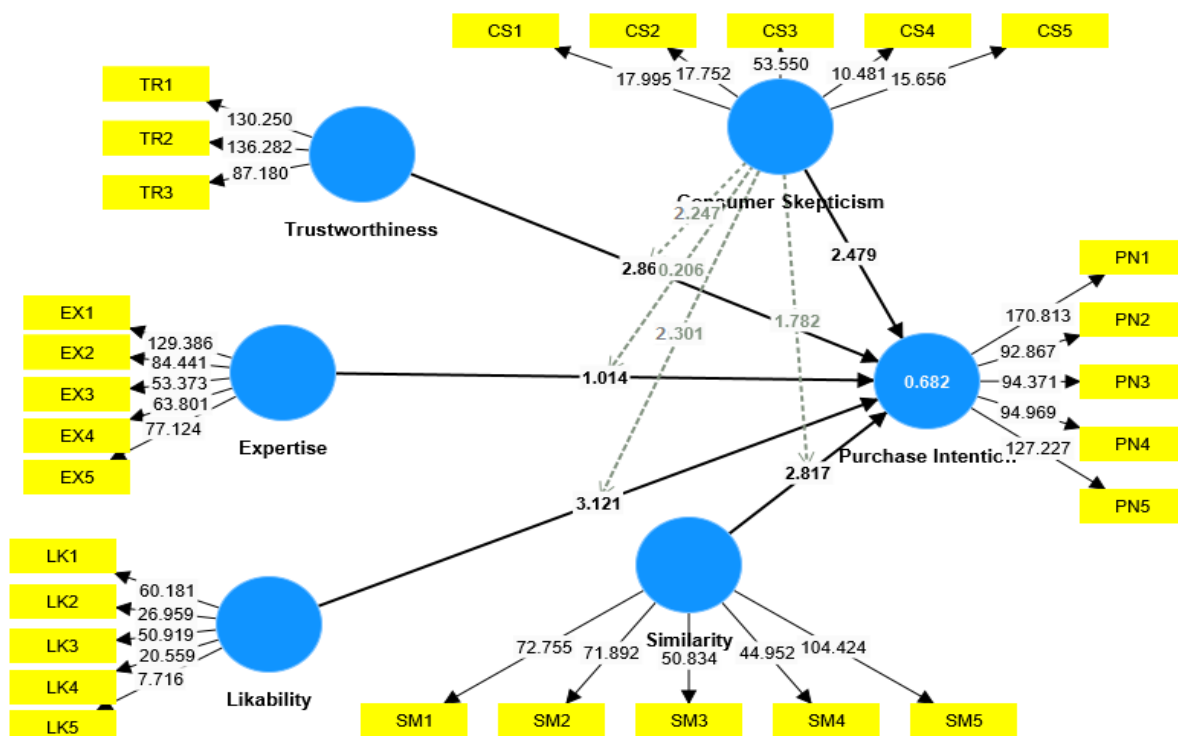 CS1
CS2
CS3
CS4
CS5
17.995
17.752
53.550
10.481
15.656
TR1
TR2
TR3
130.250
136.282
87.180
Trustworthiness
Consumer Skepticism
2.247
2.86
0.206
2.479
2.301
1.782
EX1
EX2
EX3
EX4
EX5
129.386
84.441
53.373
63.801
77.124
Expertise
1.014
0.682
Purchase Intentio..
PN1
PN2
PN3
PN4
PN5
170.813
92.867
94.371
94.969
127.227
3.121
2.817
LK1
LK2
LK3
LK4
LK5
60.181
26.959
50.919
20.559
7.716
Likability
Similarity
72.755
71.892
50.834
44.952
104.424
SM1
SM2
SM3
SM4
SM5